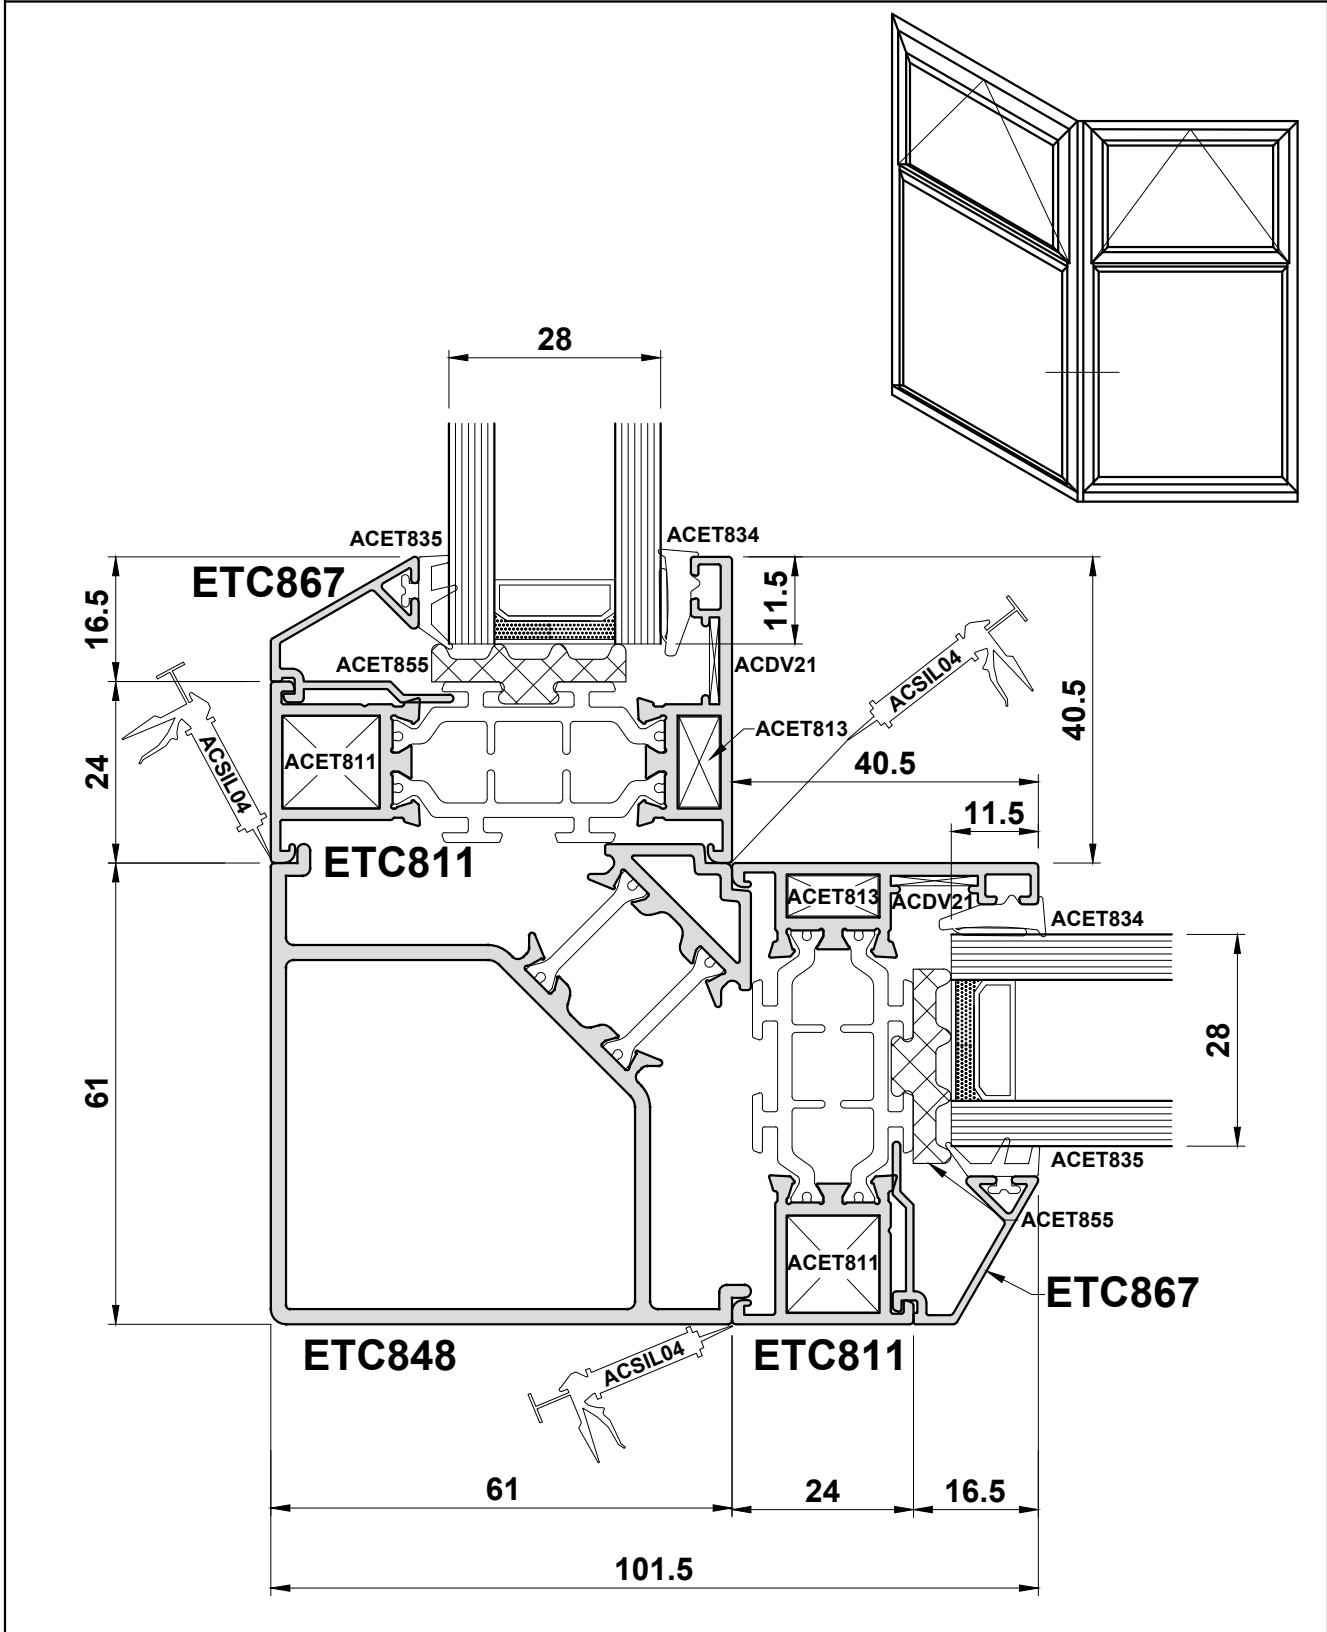 28
ACET835
ACET834
ETC867
16.5
11.5
ACET855
ACDV21
ACSIL04
40.5
ACSIL04
24
ACET811
ACET813
40.5
11.5
ETC811
ACET813
ACDV21
ACET834
61
28
ACET835
ACET855
ACET811
ETC867
ETC848
ACSIL04
ETC811
61
24
16.5
101.5